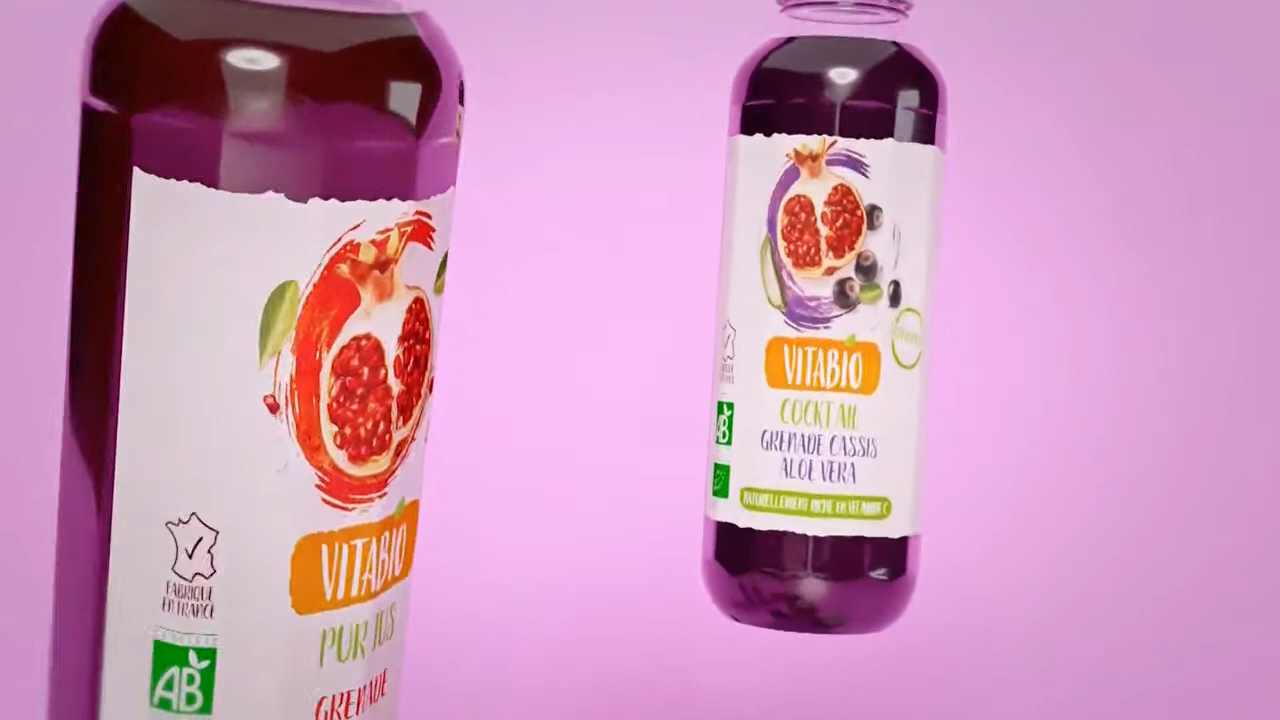 VITABIO
PUR JUS
GRENADE
FABRIQUÉ
EN FRANCE
AB
VITABIO
COCKTAIL
GRENADE CASSIS
ALOE VERA
NATURELLEMENT RICHE EN VITAMINE C
AB